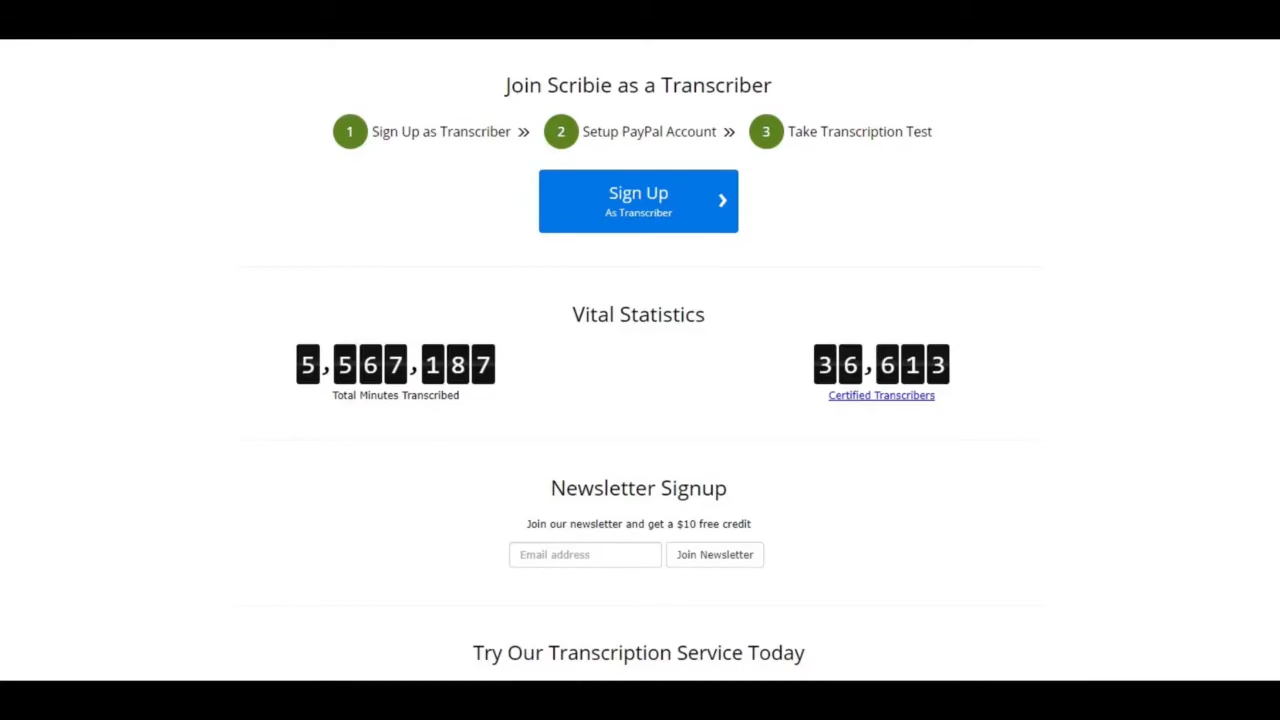 Join Scribie as a Transcriber
1 Sign Up as Transcriber » 2 Setup PayPal Account » 3 Take Transcription Test
Sign Up
As Transcriber
Vital Statistics
5,567,187 36,613
Total Minutes Transcribed Certified Transcribers
Newsletter Signup
Join our newsletter and get a $10 free credit
Email address Join Newsletter
Try Our Transcription Service Today